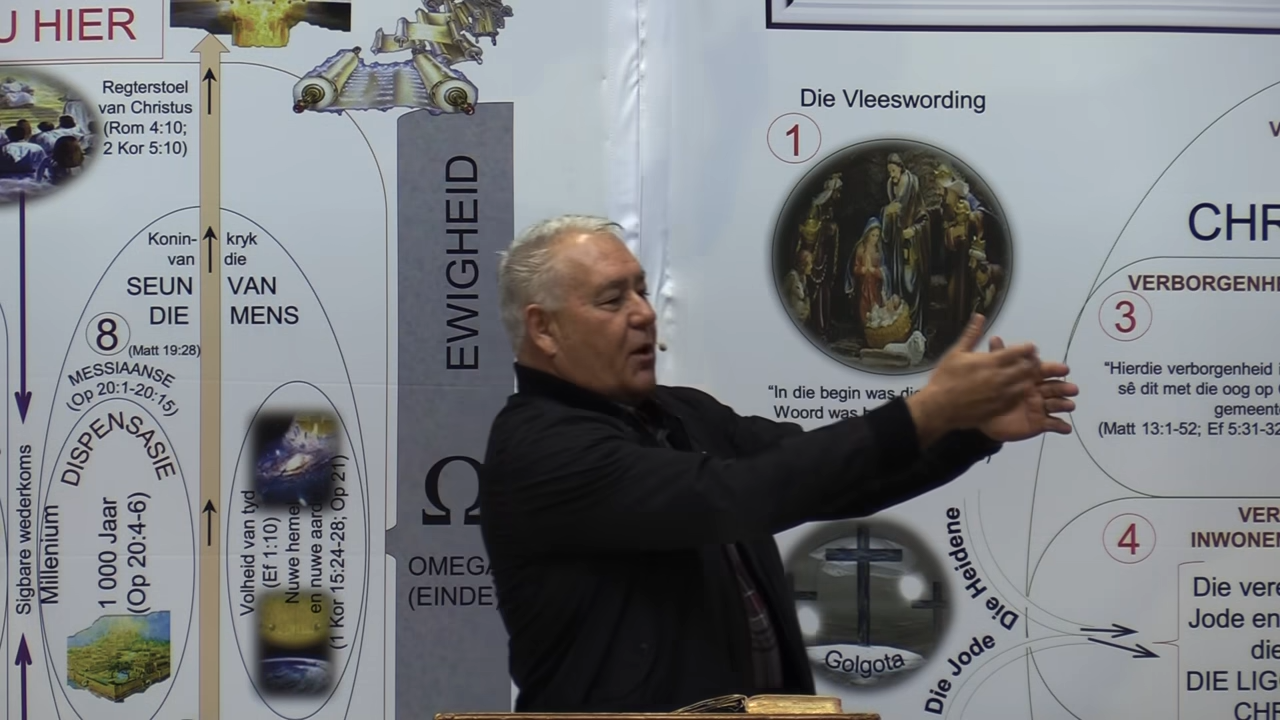 U HIER
Regterstoel
van Christus
(Rom 4:10;
2 Kor 5:10)
Konin- kryk
van die
SEUN VAN
DIE MENS
8
(Matt 19:28)
MESSIAANSE
(Op 20:1-20:15)
DISPENSASIE
Sigbare wederkoms
Millenium
1 000 Jaar
(Op 20:4-6)
Volheid van tyd
(Ef 1:10)
Nuwe heme
en nuwe aard
(1 Kor 15:24-28; Op 21)
EWIGHEID
Ω
OMEGA
(EINDE
Die Vleeswording
1
"In die begin was die
Woord was
Golgota
Die Heidene
Die Jode
CHR
VERBORGENHE
3
"Hierdie verborgenheid i
sê dit met die oog op
gemeent
(Matt 13:1-52; Ef 5:31-32
4
VER
INWONEN
Die vere
Jode en
die
DIE LIG
CHR